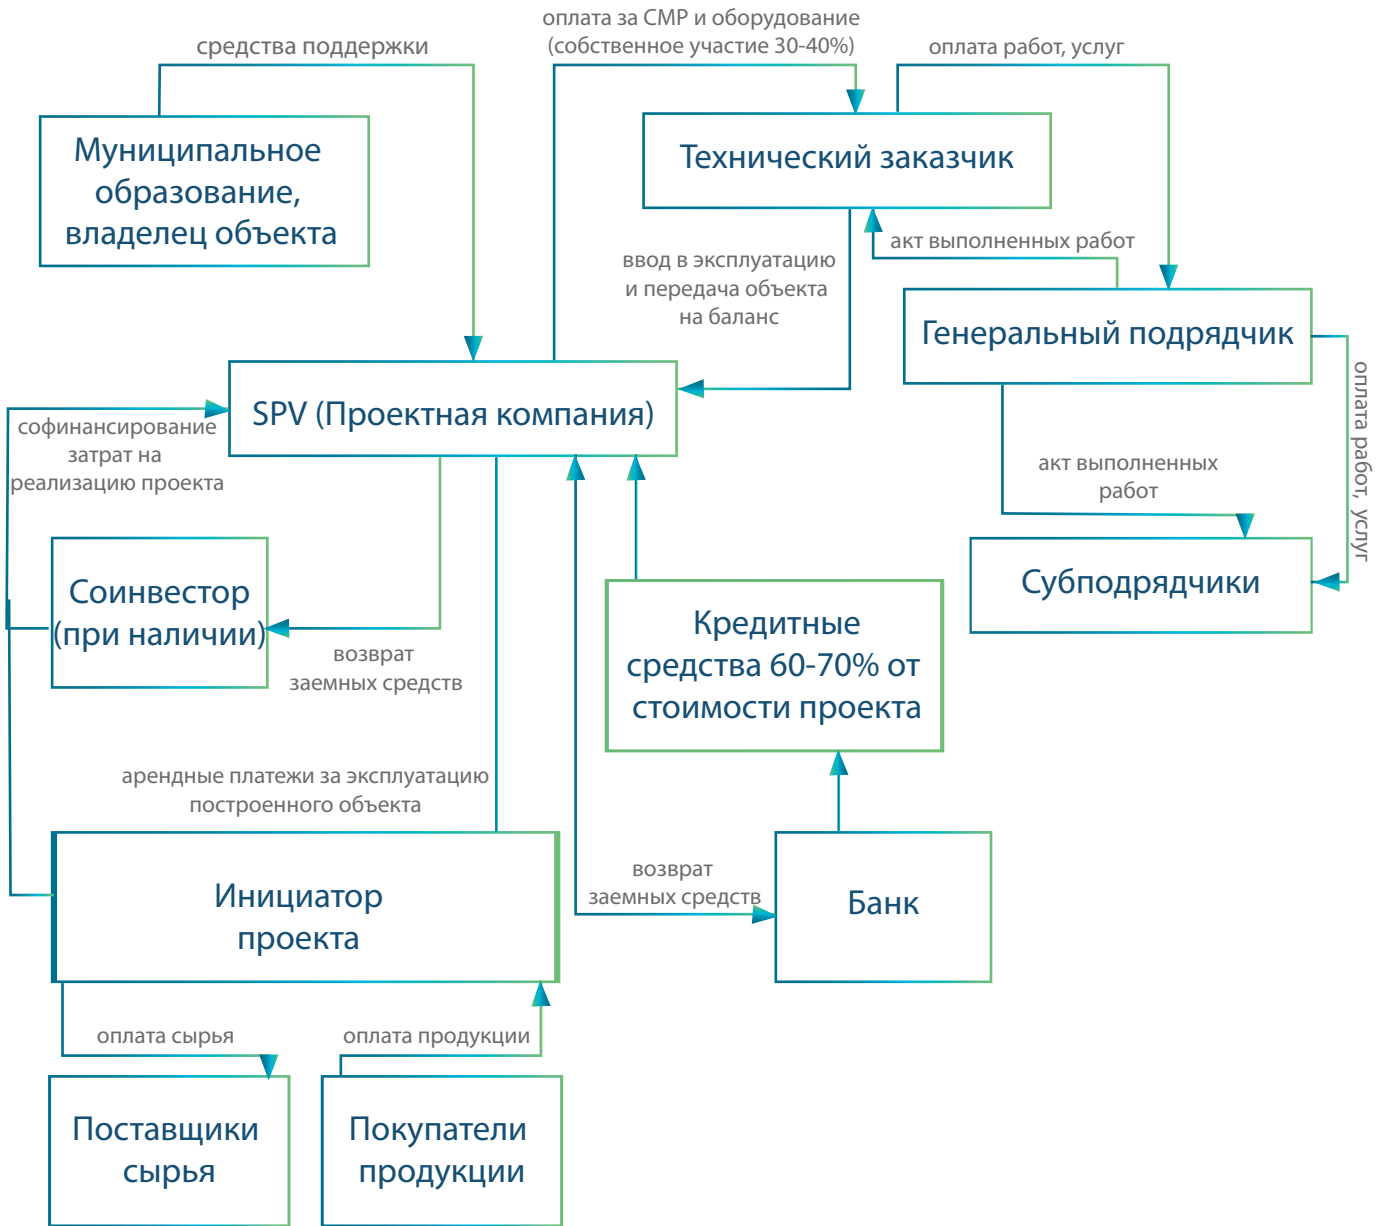 оплата за СМР и оборудование
(собственное участие 30-40%)
средства поддержки
оплата работ, услуг
Муниципальное
образование,
владелец объекта
Технический заказчик
акт выполненных работ
ввод в эксплуатацию
и передача объекта
на баланс
Генеральный подрядчик
оплата работ, услуг
SPV (Проектная компания)
софинансирование
затрат на
реализацию проекта
акт выполненных
работ
Соинвестор
(при наличии)
Субподрядчики
Кредитные
средства 60-70% от
стоимости проекта
возврат
заемных средств
арендные платежи за эксплуатацию
построенного объекта
возврат
заемных средств
Инициатор
проекта
Банк
оплата сырья
оплата продукции
Поставщики
сырья
Покупатели
продукции